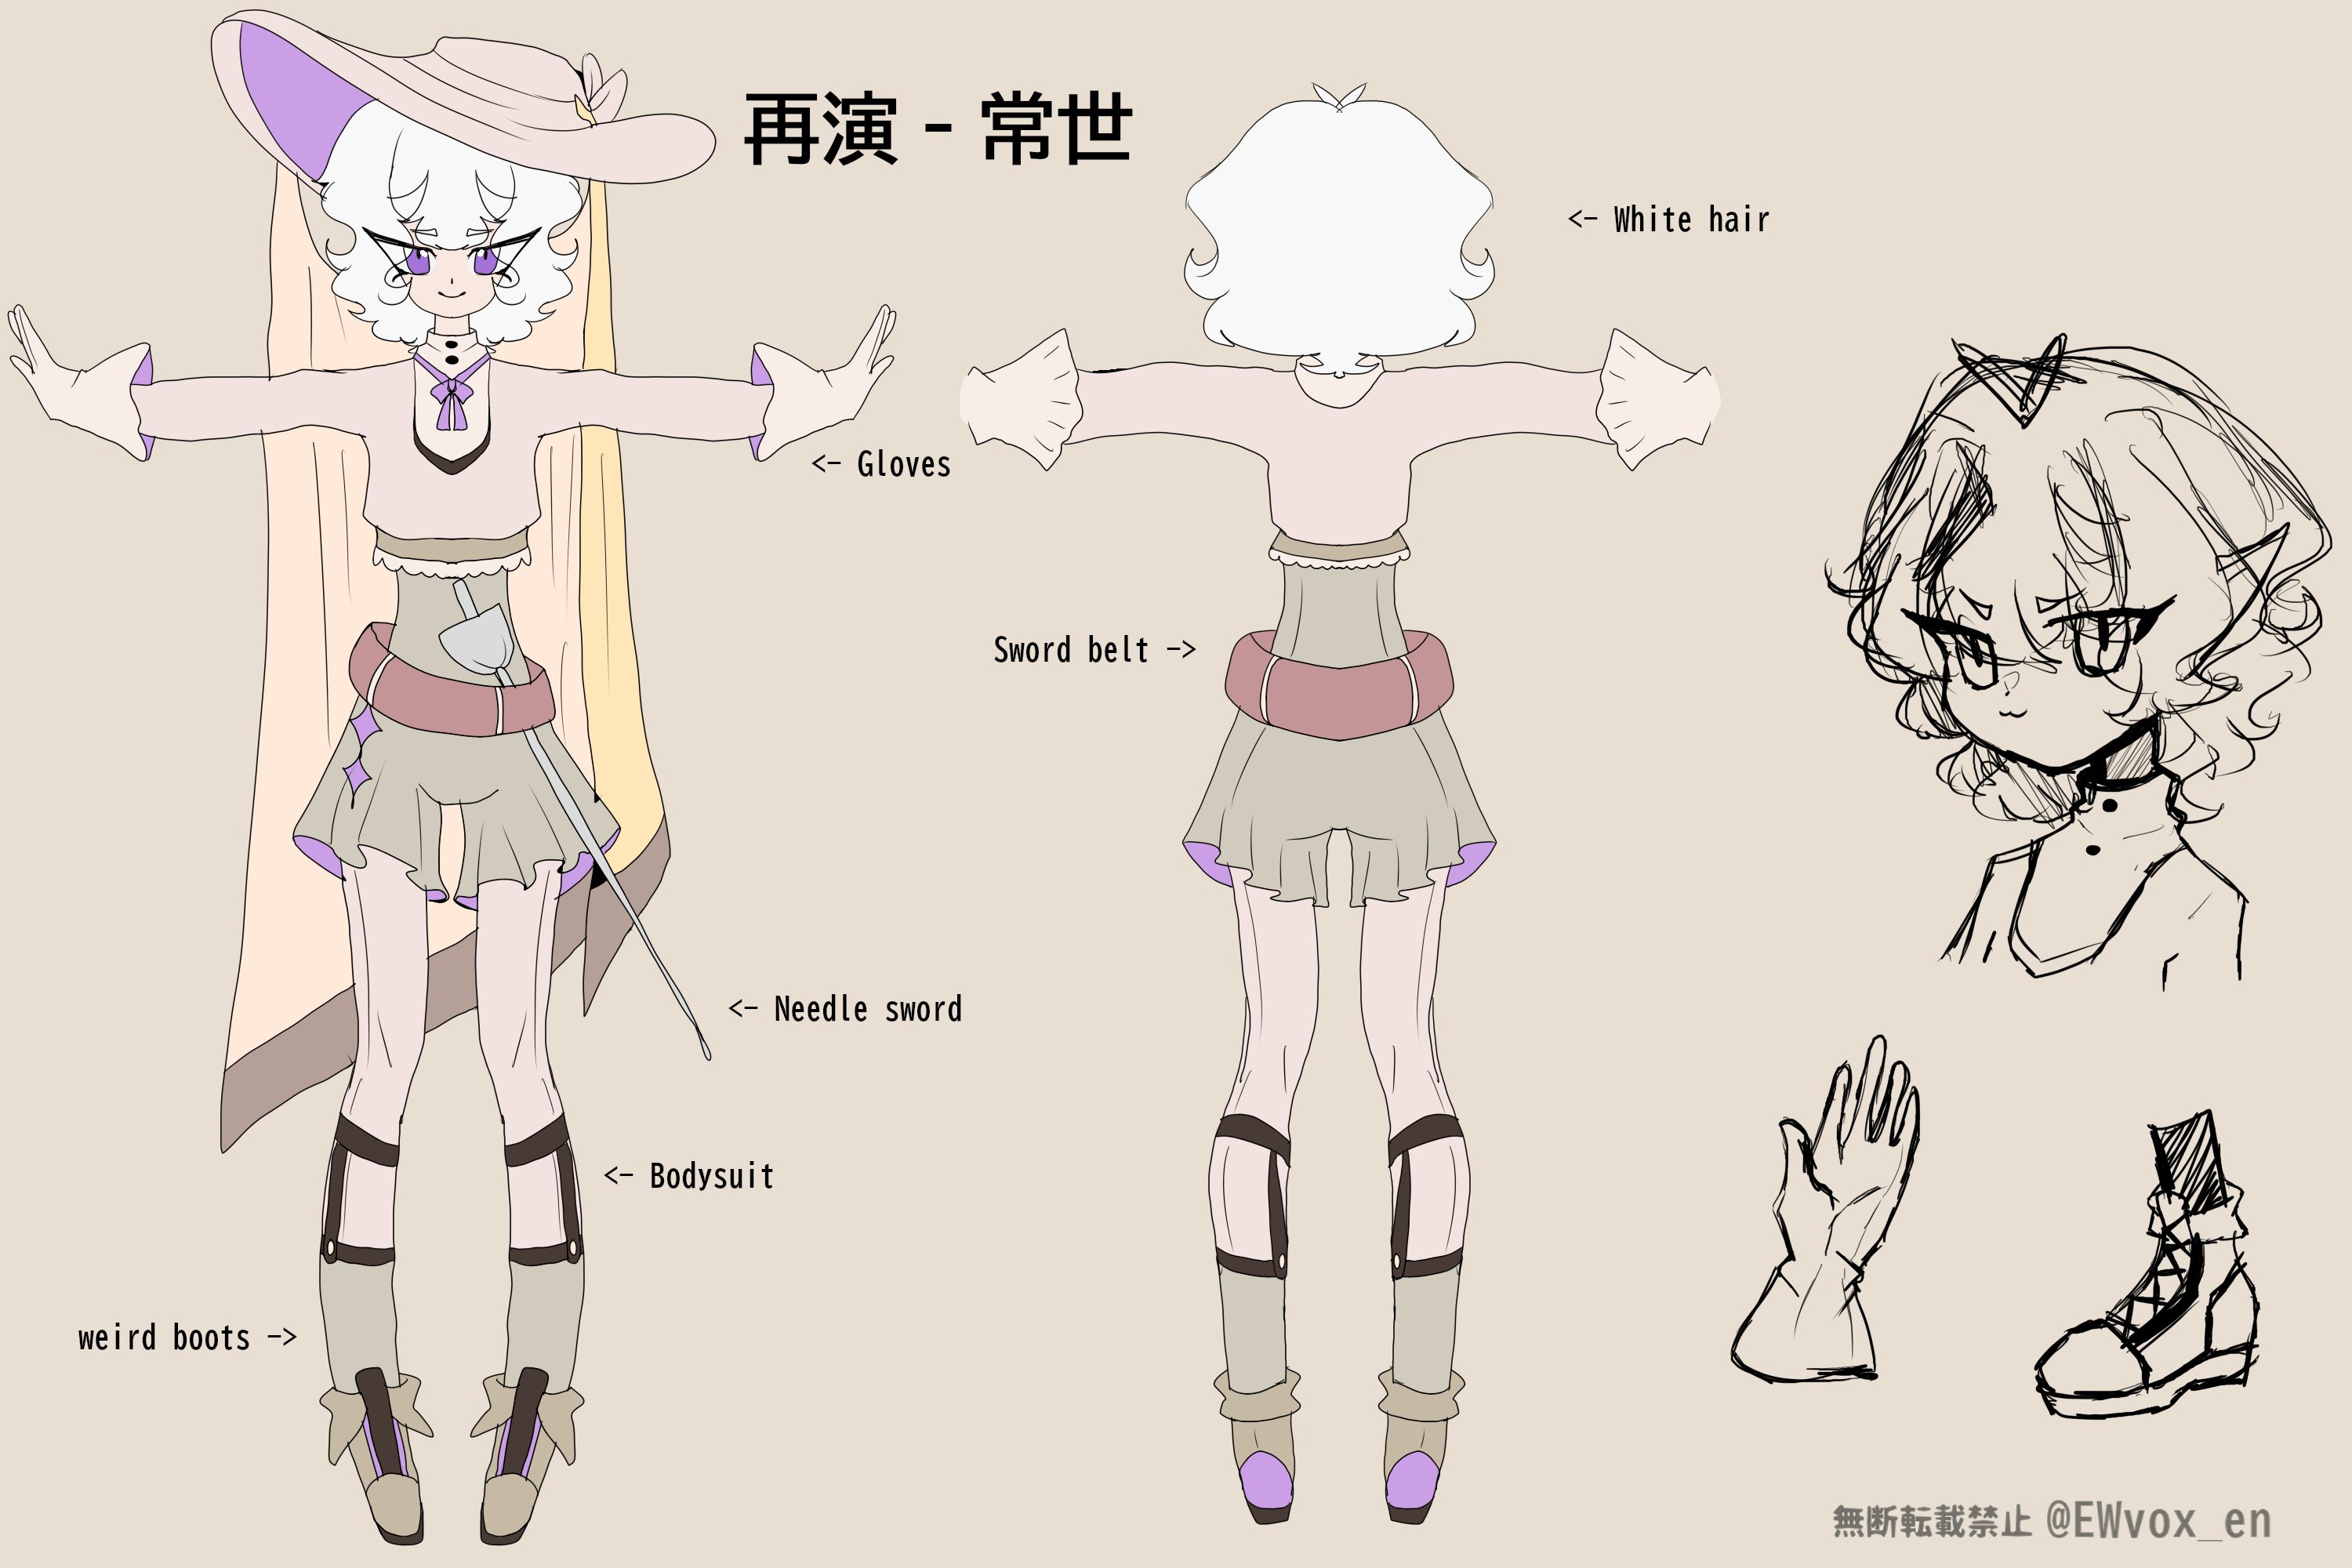 再演 - 常世
<- White hair
<- Gloves
Sword belt ->
<- Needle sword
<- Bodysuit
weird boots ->
無断転載禁止 @EWvox_en